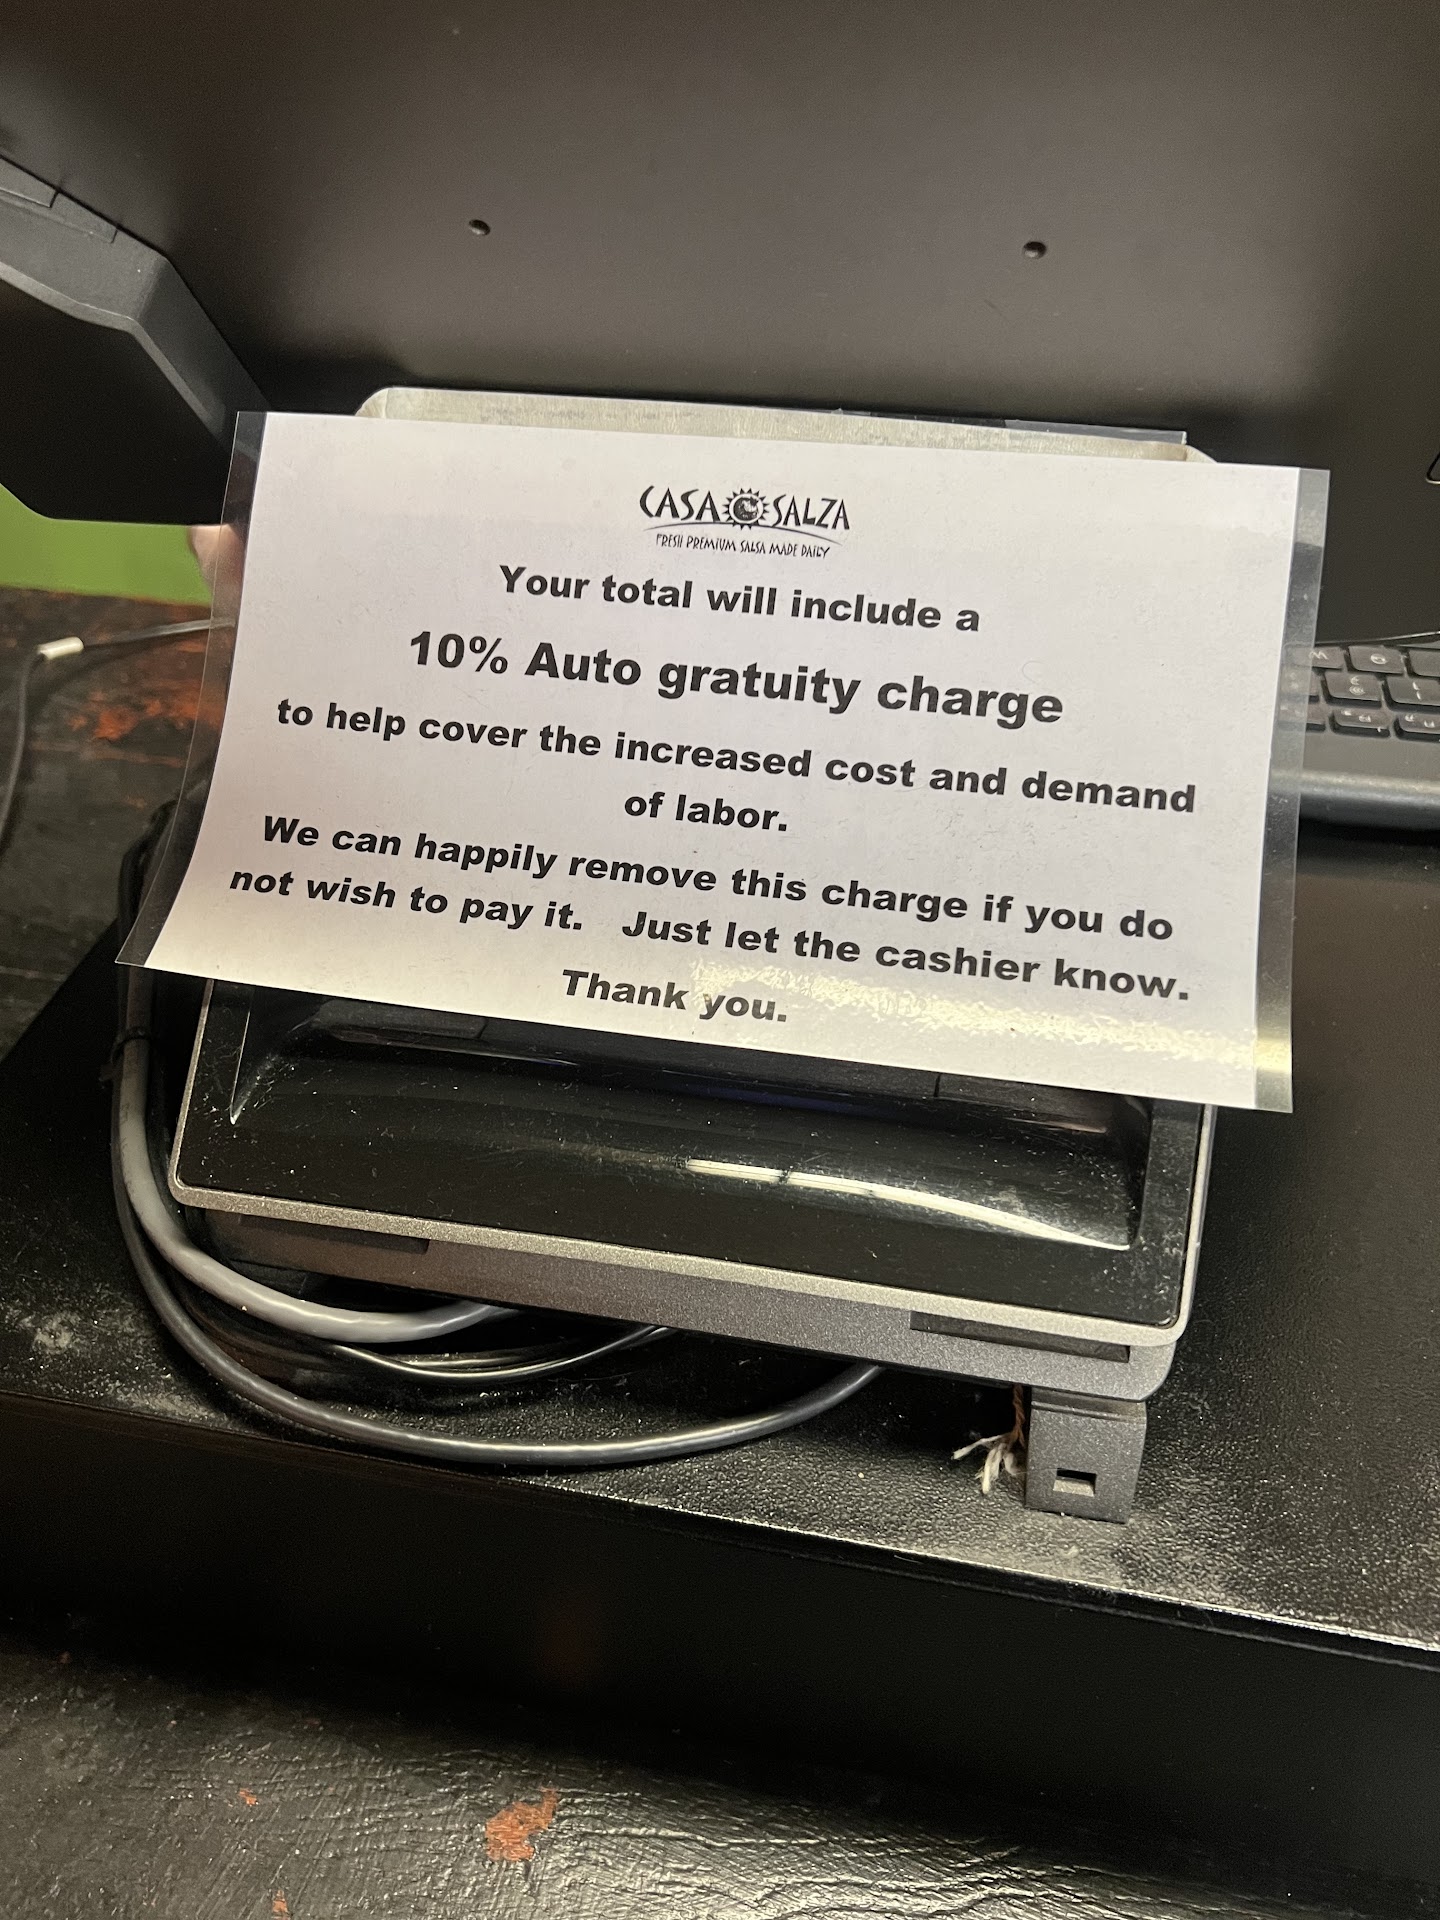 CASA SALZA
FRESH PREMIUM SALSA MADE DAILY
Your total will include a
10% Auto gratuity charge
to help cover the increased cost and demand
of labor.
We can happily remove this charge if you do
not wish to pay it. Just let the cashier know.
Thank you.